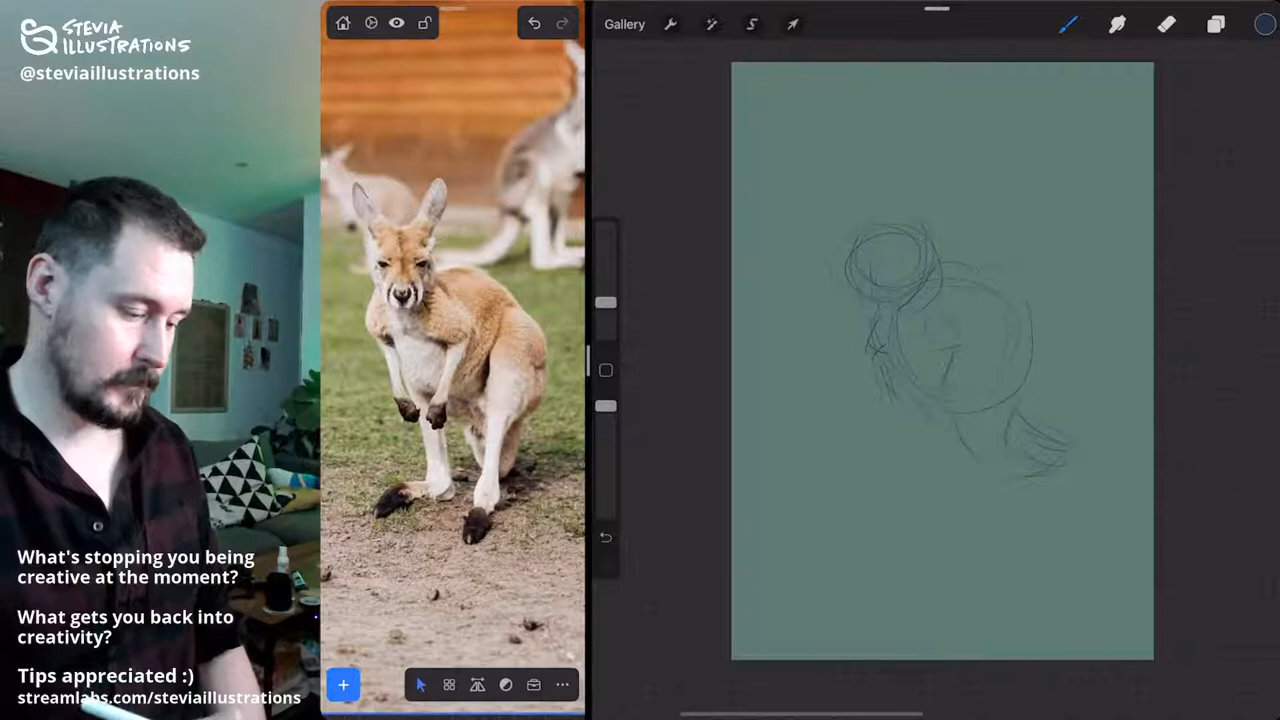 STEVIA
ILLUSTRATIONS
@steviaillustrations
Gallery
What's stopping you being
creative at the moment?
What gets you back into
creativity?
Tips appreciated :)
streamlabs.com/steviaillustrations